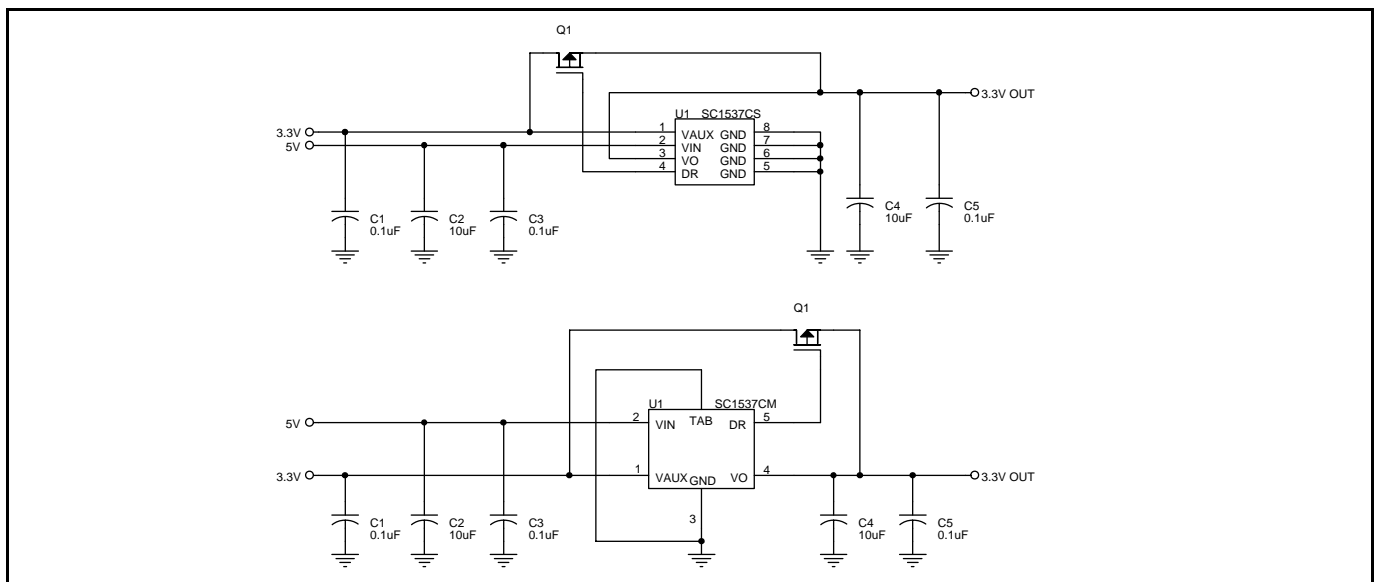 Q1
3.3V OUT
U1 SC1537CS
3.3V
5V
1 VAUX GND 8
2 VIN GND 7
3 VO GND 6
4 DR GND 5
C1
0.1uF
C2
10uF
C3
0.1uF
C4
10uF
C5
0.1uF
Q1
U1 SC1537CM
5V
2 VIN TAB DR 5
3.3V
1 VAUX GND VO 4
3.3V OUT
3
C1
0.1uF
C2
10uF
C3
0.1uF
C4
10uF
C5
0.1uF